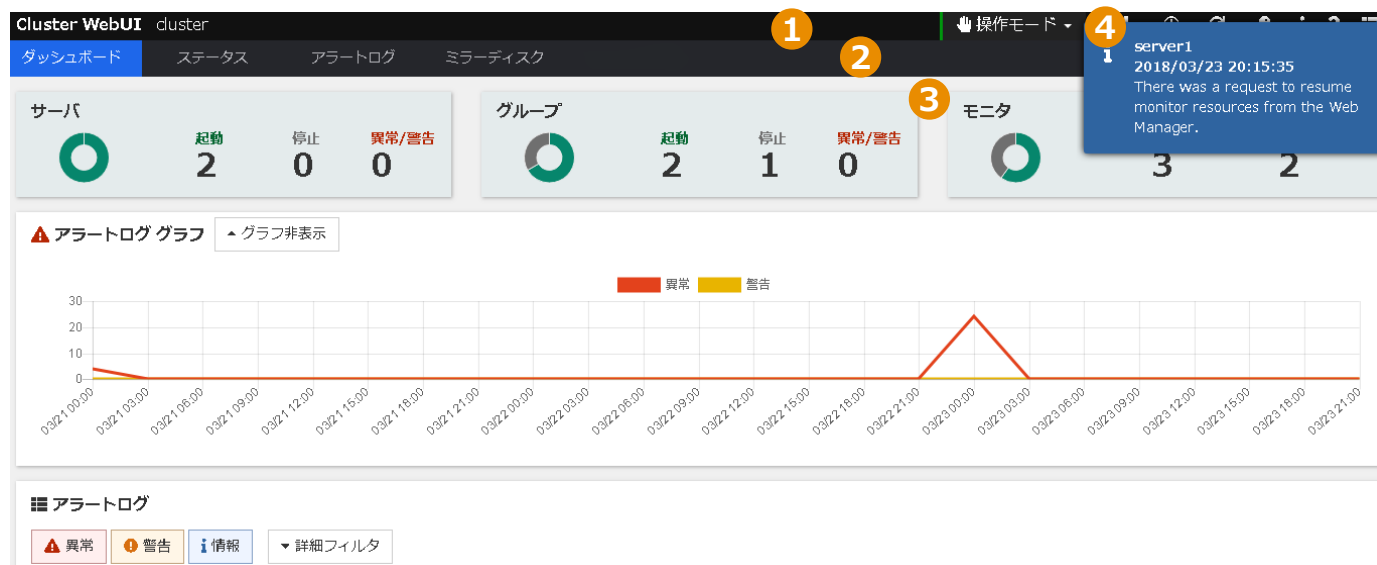 Cluster WebUI cluster
1
操作モード
4
ダッシュボード ステータス アラートログ ミラーディスク
2
server1
2018/03/23 20:15:35
There was a request to resume
monitor resources from the Web
Manager.
3
サーバ
起動 停止 異常/警告
2 0 0
グループ
起動 停止 異常/警告
2 1 0
モニタ
3 2
アラートログ グラフ グラフ非表示
異常 警告
30
20
10
0
03/21 00:00 03/21 03:00 03/21 06:00 03/21 09:00 03/21 12:00 03/21 15:00 03/21 18:00 03/21 21:00 03/22 00:00 03/22 03:00 03/22 06:00 03/22 09:00 03/22 12:00 03/22 15:00 03/22 18:00 03/22 21:00 03/23 00:00 03/23 03:00 03/23 06:00 03/23 09:00 03/23 12:00 03/23 15:00 03/23 18:00 03/23 21:00
アラートログ
異常 警告 情報 詳細フィルタ